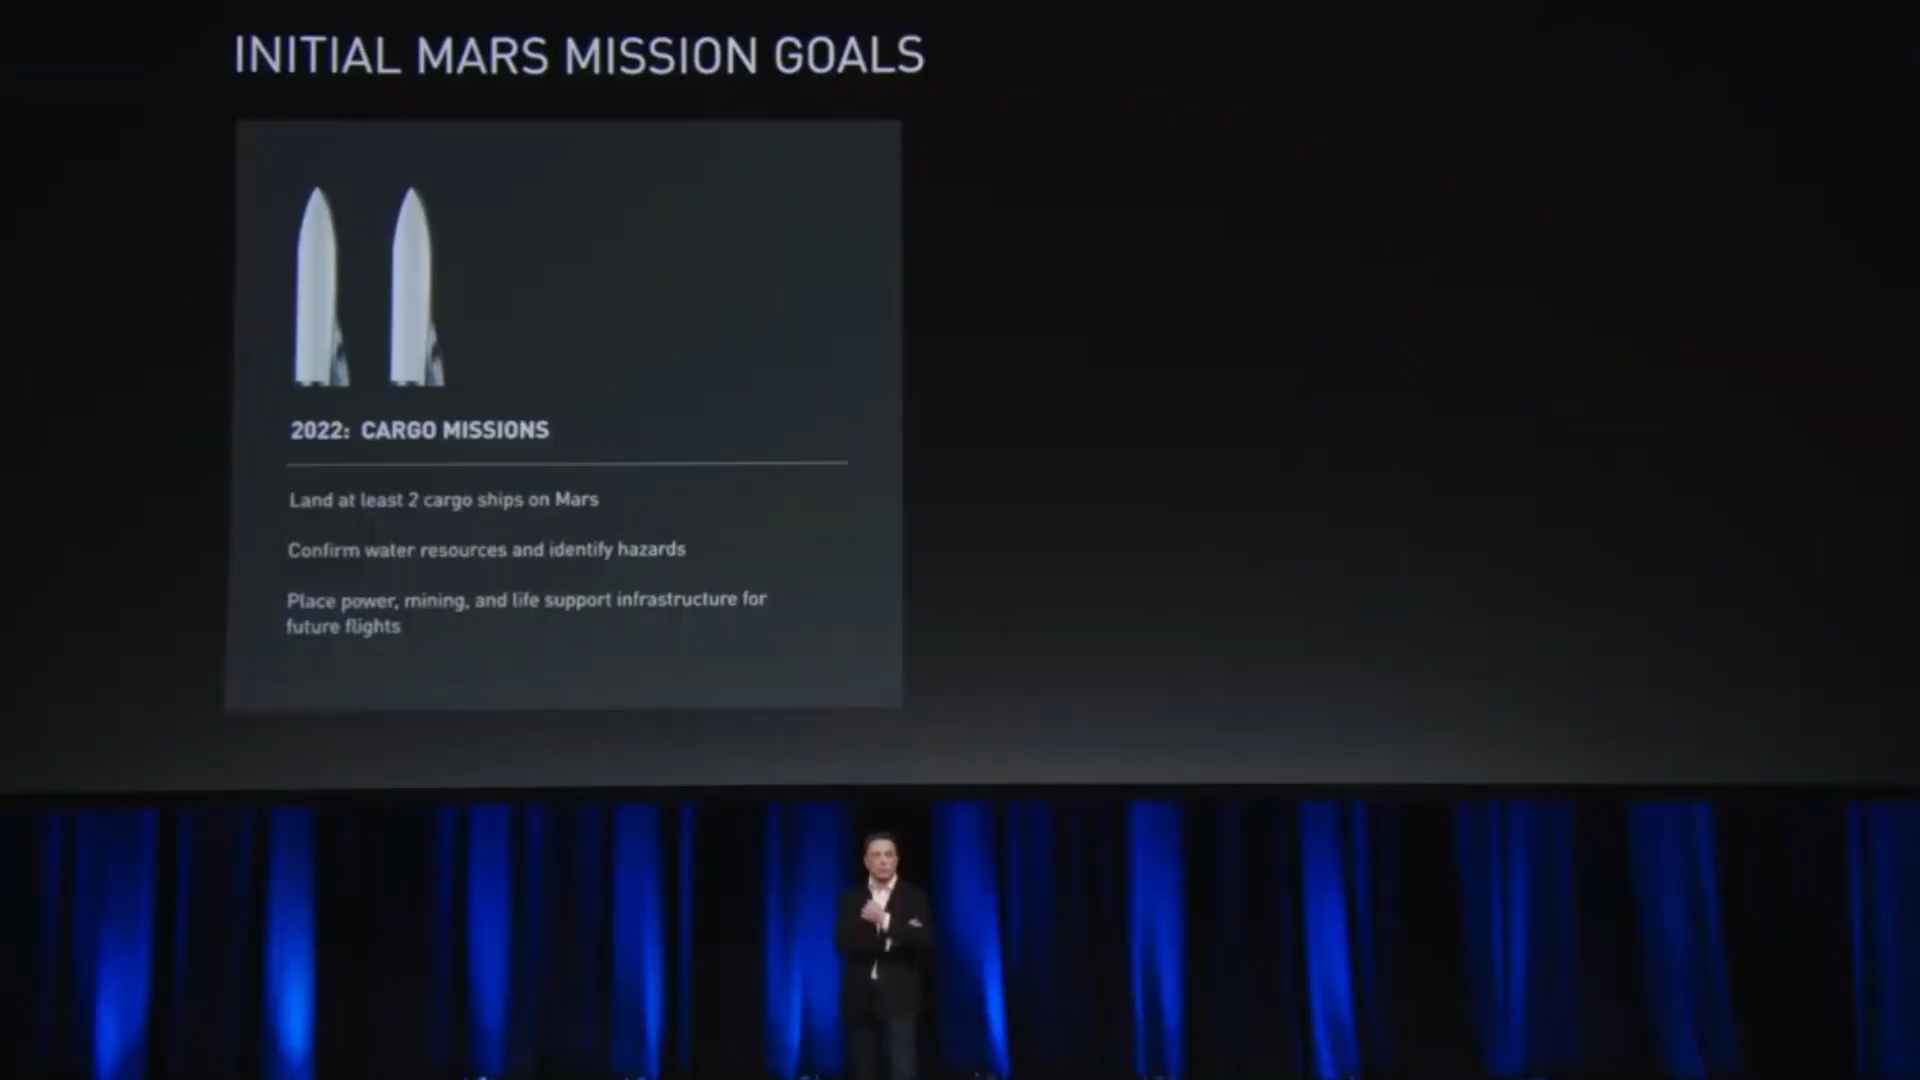 INITIAL MARS MISSION GOALS
2022: CARGO MISSIONS
Land at least 2 cargo ships on Mars
Confirm water resources and identify hazards
Place power, mining, and life support infrastructure for
future flights